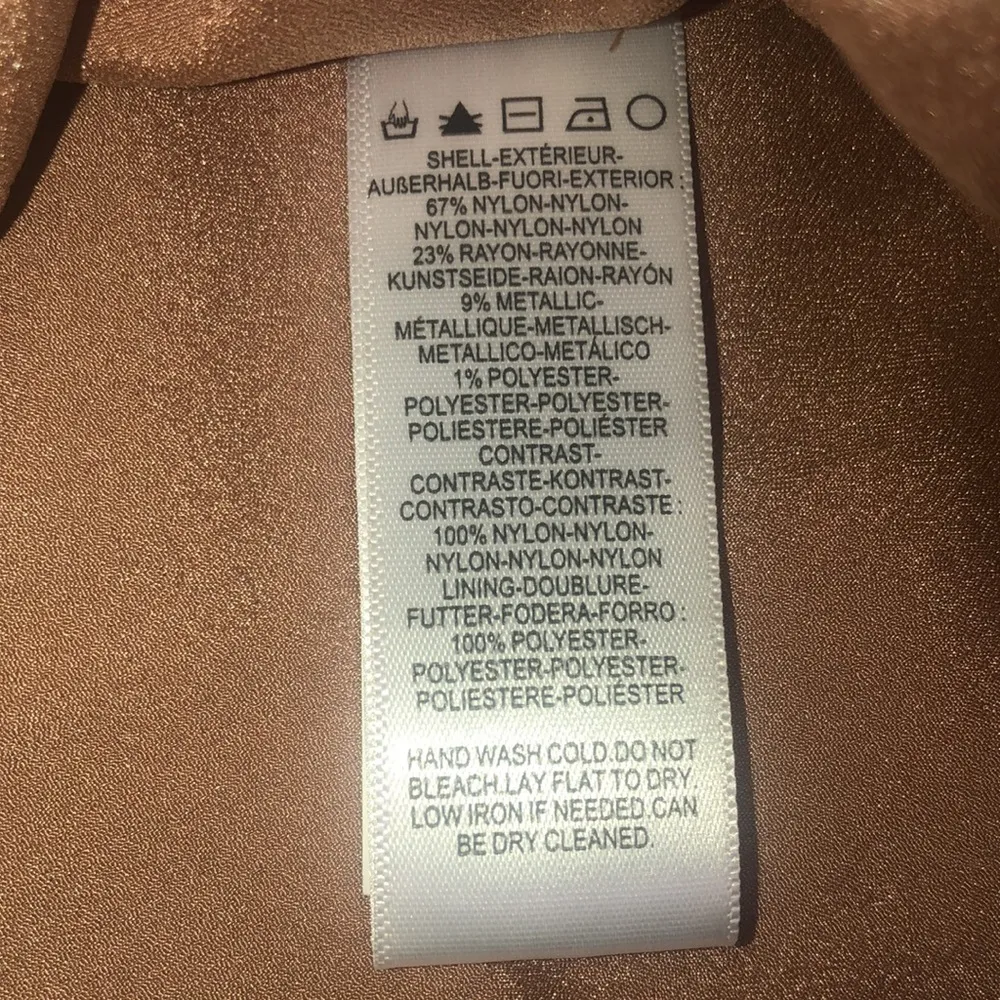 SHELL-EXTÉRIEUR-
AUßERHALB-FUORI-EXTERIOR :
67% NYLON-NYLON-
NYLON-NYLON-NYLON
23% RAYON-RAYONNE-
KUNSTSEIDE-RAION-RAYÓN
9% METALLIC-
MÉTALLIQUE-METALLISCH-
METALLICO-METÁLICO
1% POLYESTER-
POLYESTER-POLYESTER-
POLIESTERE-POLIÉSTER
CONTRAST-
CONTRASTE-KONTRAST-
CONTRASTO-CONTRASTE :
100% NYLON-NYLON-
NYLON-NYLON-NYLON
LINING-DOUBLURE-
FUTTER-FODERA-FORRO :
100% POLYESTER-
POLYESTER-POLYESTER-
POLIESTERE-POLIÉSTER
HAND WASH COLD.DO NOT
BLEACH.LAY FLAT TO DRY.
LOW IRON IF NEEDED.CAN
BE DRY CLEANED.